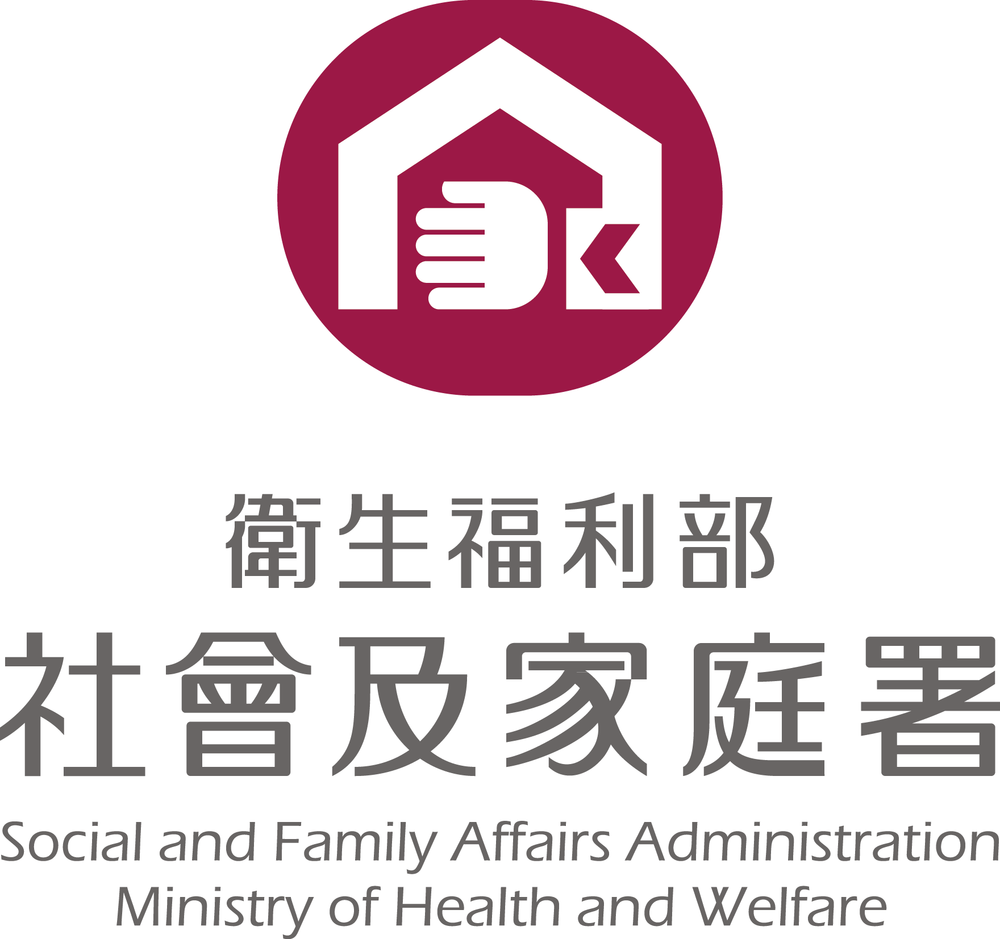 衛生福利部
社會及家庭署
Social and Family Affairs Administration
Ministry of Health and Welfare